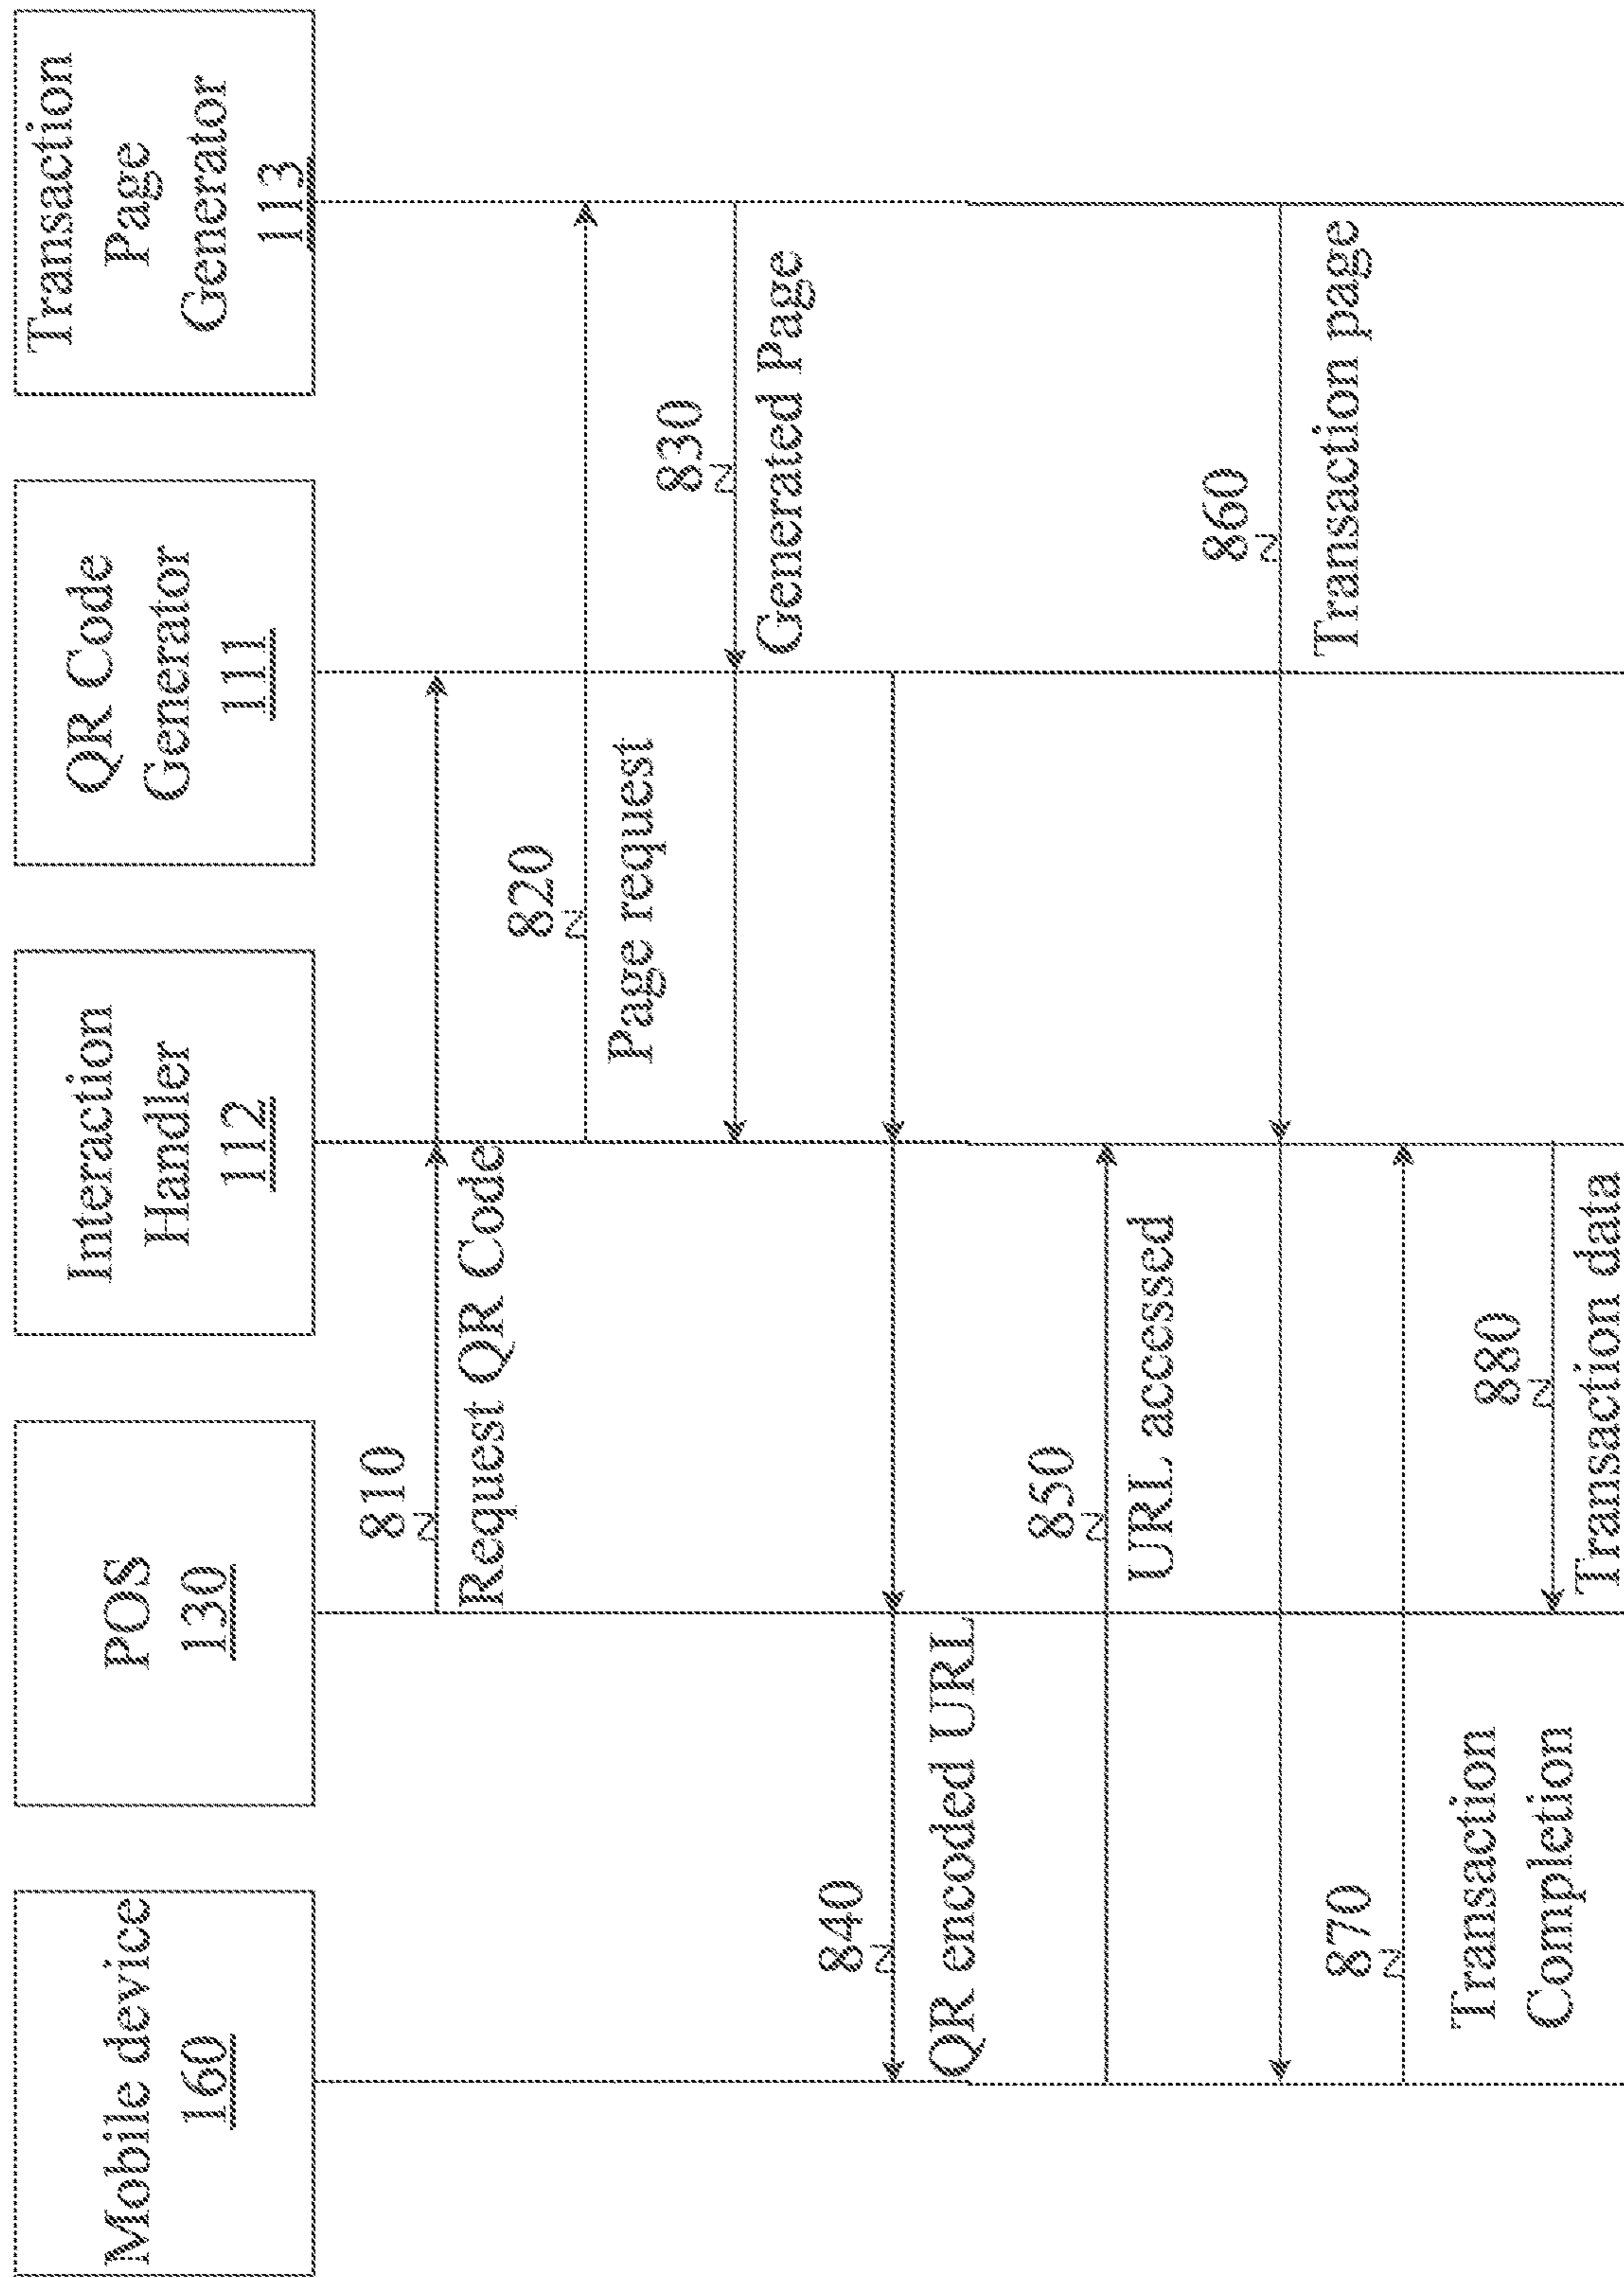 Mobile device
160
POS
130
Interaction
Handler
112
QR Code
Generator
111
Transaction
Page
Generator
113
810
Request QR Code
820
Page request
830
Generated Page
840
QR encoded URL
850
URL accessed
860
Transaction page
870
Transaction
Completion
880
Transaction data